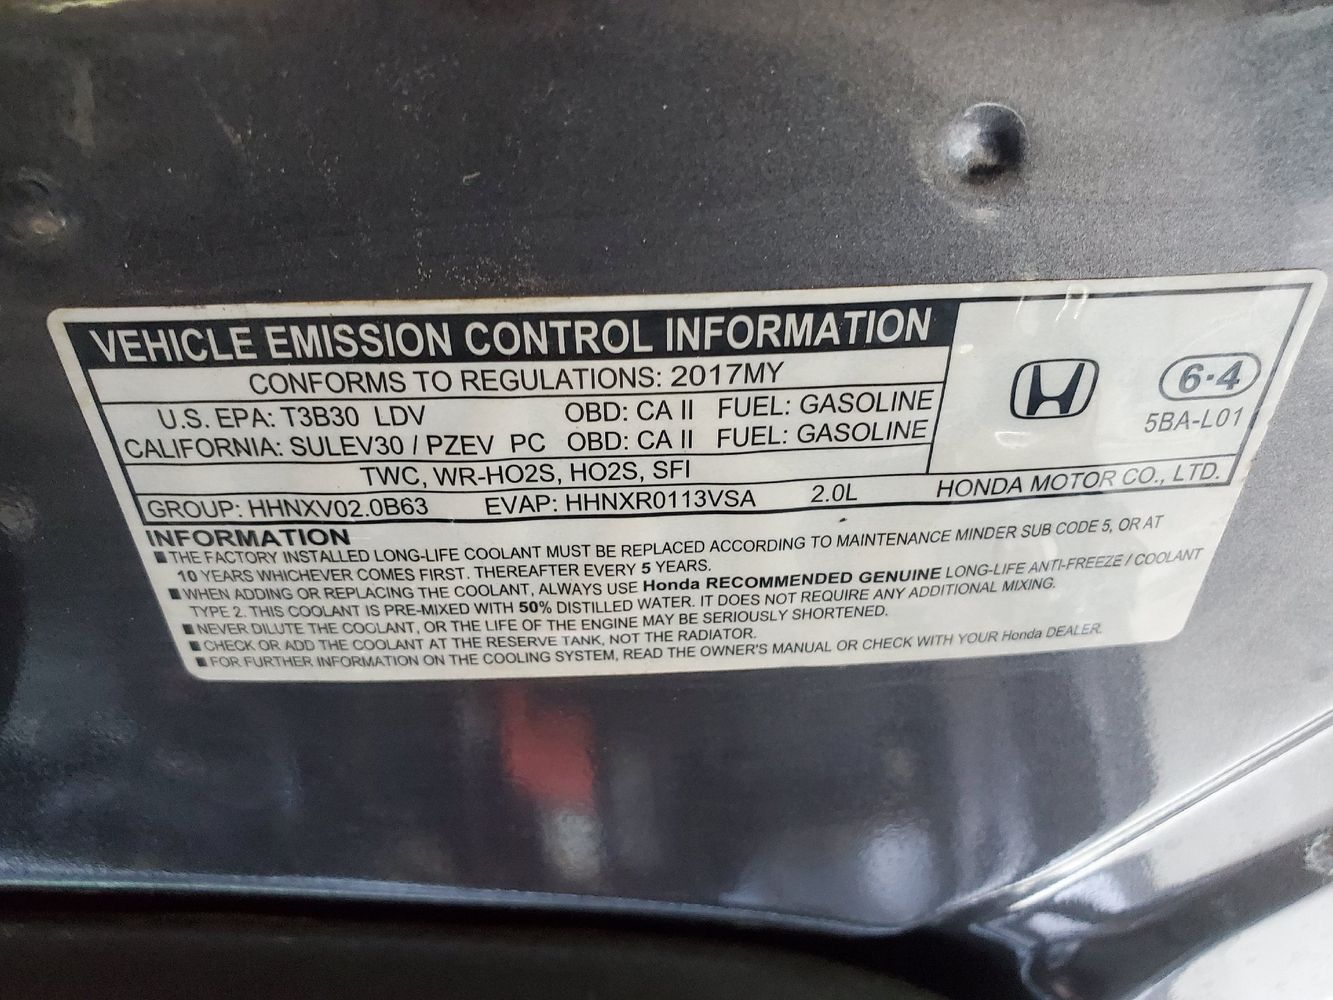 VEHICLE EMISSION CONTROL INFORMATION
CONFORMS TO REGULATIONS: 2017MY
U.S. EPA: T3B30 LDV OBD: CA II FUEL: GASOLINE
CALIFORNIA: SULEV30 / PZEV PC OBD: CA II FUEL: GASOLINE
TWC, WR-HO2S, HO2S, SFI
GROUP: HHNXV02.0B63 EVAP: HHNXR0113VSA 2.0L
6·4
5BA-L01
HONDA MOTOR CO., LTD.
INFORMATION
■ THE FACTORY INSTALLED LONG-LIFE COOLANT MUST BE REPLACED ACCORDING TO MAINTENANCE MINDER SUB CODE 5, OR AT
10 YEARS WHICHEVER COMES FIRST. THEREAFTER EVERY 5 YEARS.
■ WHEN ADDING OR REPLACING THE COOLANT, ALWAYS USE Honda RECOMMENDED GENUINE LONG-LIFE ANTI-FREEZE / COOLANT
TYPE 2. THIS COOLANT IS PRE-MIXED WITH 50% DISTILLED WATER. IT DOES NOT REQUIRE ANY ADDITIONAL MIXING.
■ NEVER DILUTE THE COOLANT, OR THE LIFE OF THE ENGINE MAY BE SERIOUSLY SHORTENED.
■ CHECK OR ADD THE COOLANT AT THE RESERVE TANK, NOT THE RADIATOR.
■ FOR FURTHER INFORMATION ON THE COOLING SYSTEM, READ THE OWNER'S MANUAL OR CHECK WITH YOUR Honda DEALER.